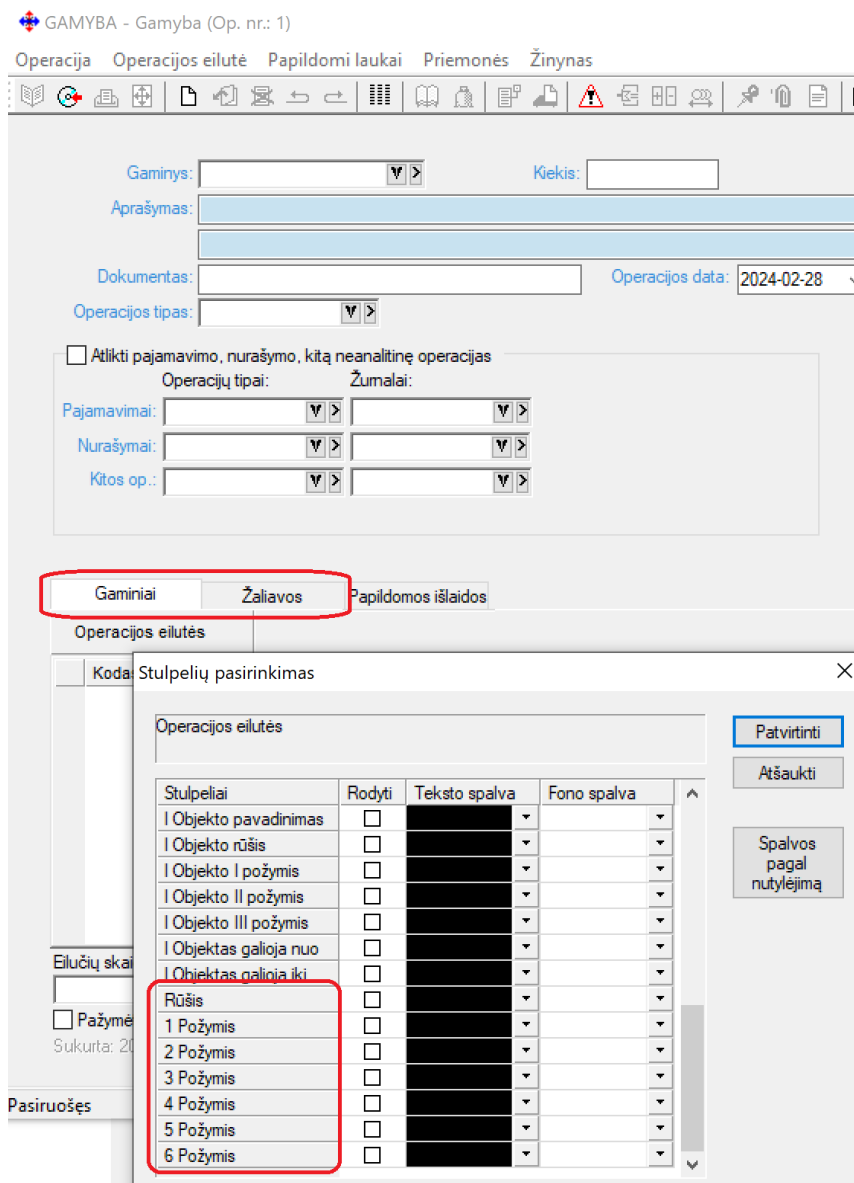 GAMYBA - Gamyba (Op. nr.: 1)
Operacija Operacijos eilutė Papildomi laukai Priemonės Žinynas
Gaminys: Kiekis:
Aprašymas:
Dokumentas: Operacijos data: 2024-02-28
Operacijos tipas:
Atlikti pajamavimo, nurašymo, kitą neanalitinę operacijas
Operacijų tipai: Žurnalai:
Pajamavimai:
Nurašymai:
Kitos op.:
Gaminiai Žaliavos Papildomos išlaidos
Operacijos eilutės
Kodas
Stulpelių pasirinkimas
Operacijos eilutės
Patvirtinti
Atšaukti
Spalvos
pagal
nutylėjimą
Stulpeliai Rodyti Teksto spalva Fono spalva
I Objekto pavadinimas
I Objekto rūšis
I Objekto I požymis
I Objekto II požymis
I Objekto III požymis
I Objektas galioja nuo
I Objektas galioja iki
Rūšis
1 Požymis
2 Požymis
3 Požymis
4 Požymis
5 Požymis
6 Požymis
Eilučių skai
Pažymė
Sukurta: 20
Pasiruošęs